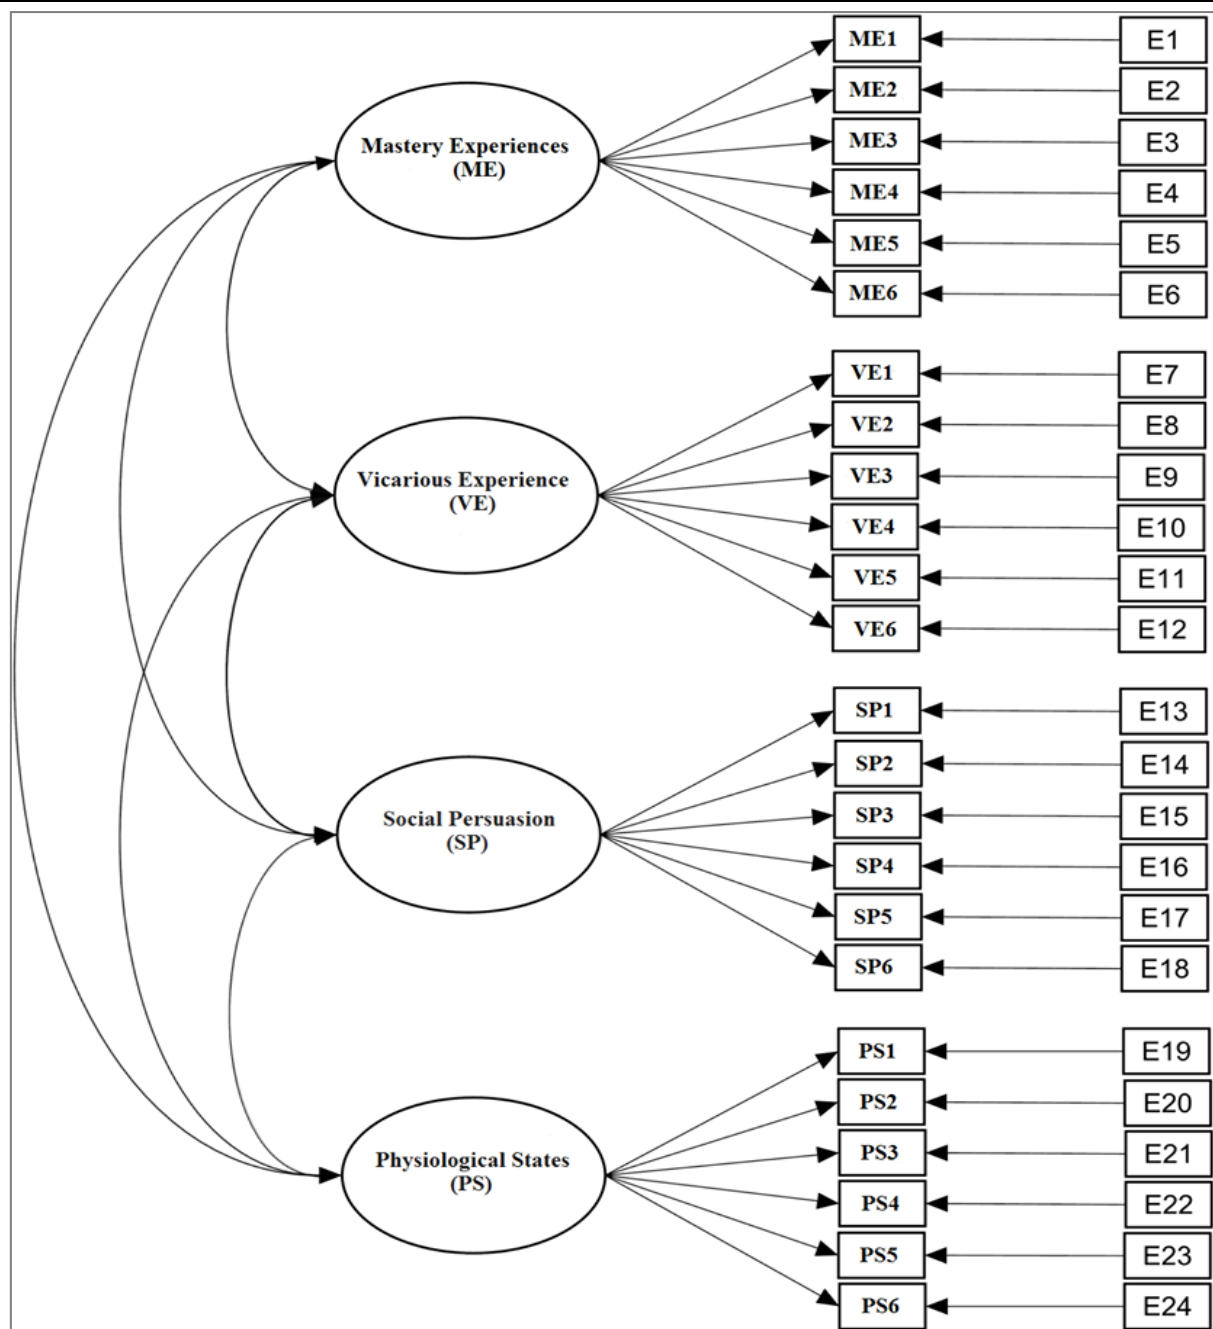 ME1 E1
ME2 E2
Mastery Experiences
(ME)
ME3 E3
ME4 E4
ME5 E5
ME6 E6
VE1 E7
VE2 E8
Vicarious Experience
(VE)
VE3 E9
VE4 E10
VE5 E11
VE6 E12
SP1 E13
SP2 E14
Social Persuasion
(SP)
SP3 E15
SP4 E16
SP5 E17
SP6 E18
PS1 E19
PS2 E20
Physiological States
(PS)
PS3 E21
PS4 E22
PS5 E23
PS6 E24